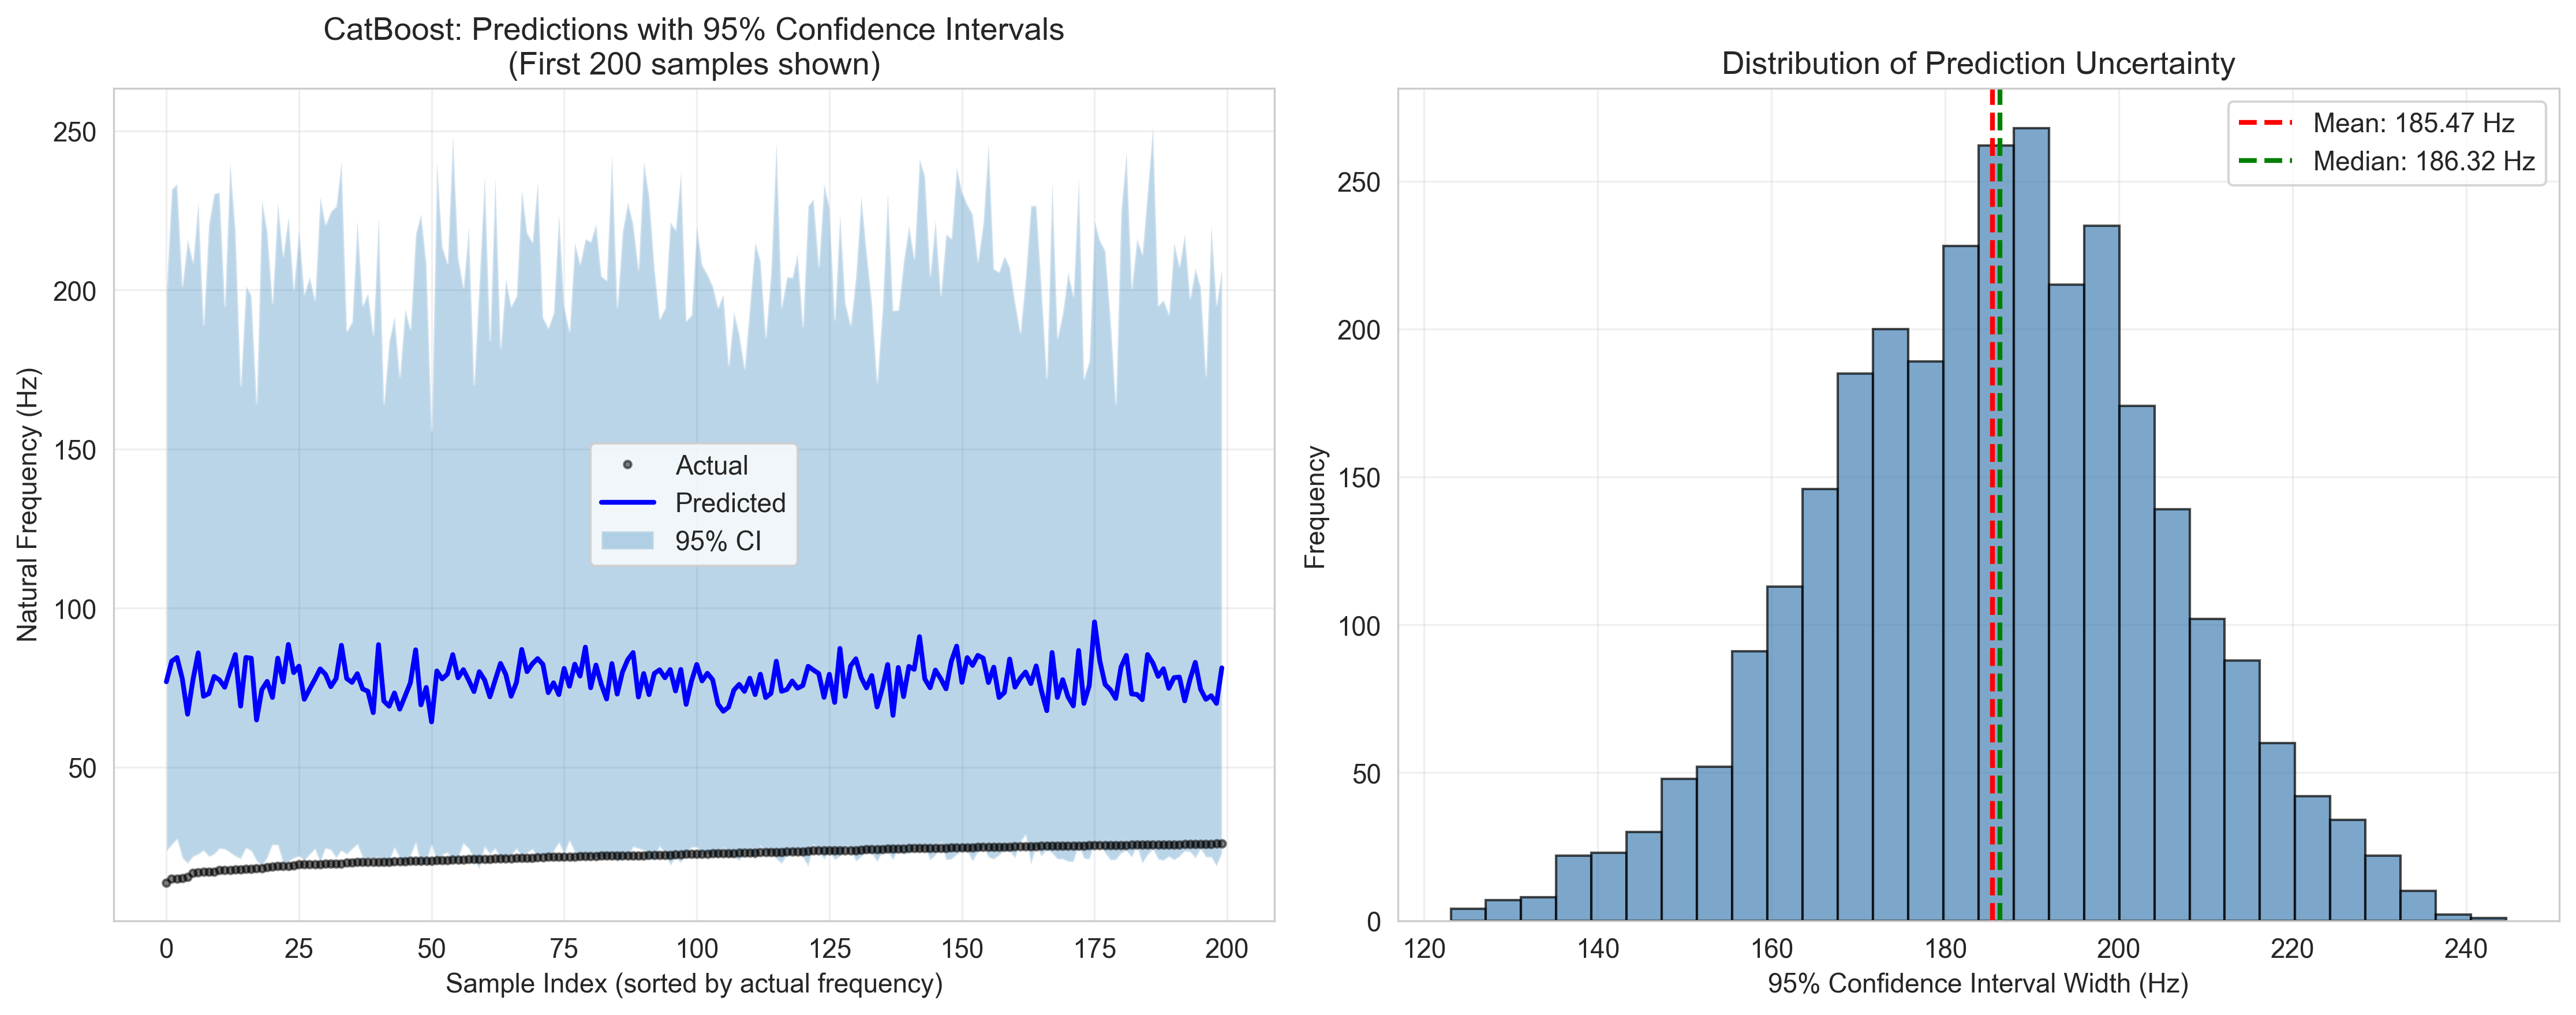 CatBoost: Predictions with 95% Confidence Intervals
(First 200 samples shown)
250
200
150
100
50
Natural Frequency (Hz)
Actual
Predicted
95% CI
0 25 50 75 100 125 150 175 200
Sample Index (sorted by actual frequency)
Distribution of Prediction Uncertainty
Mean: 185.47 Hz
Median: 186.32 Hz
250
200
150
100
50
0
Frequency
120 140 160 180 200 220 240
95% Confidence Interval Width (Hz)